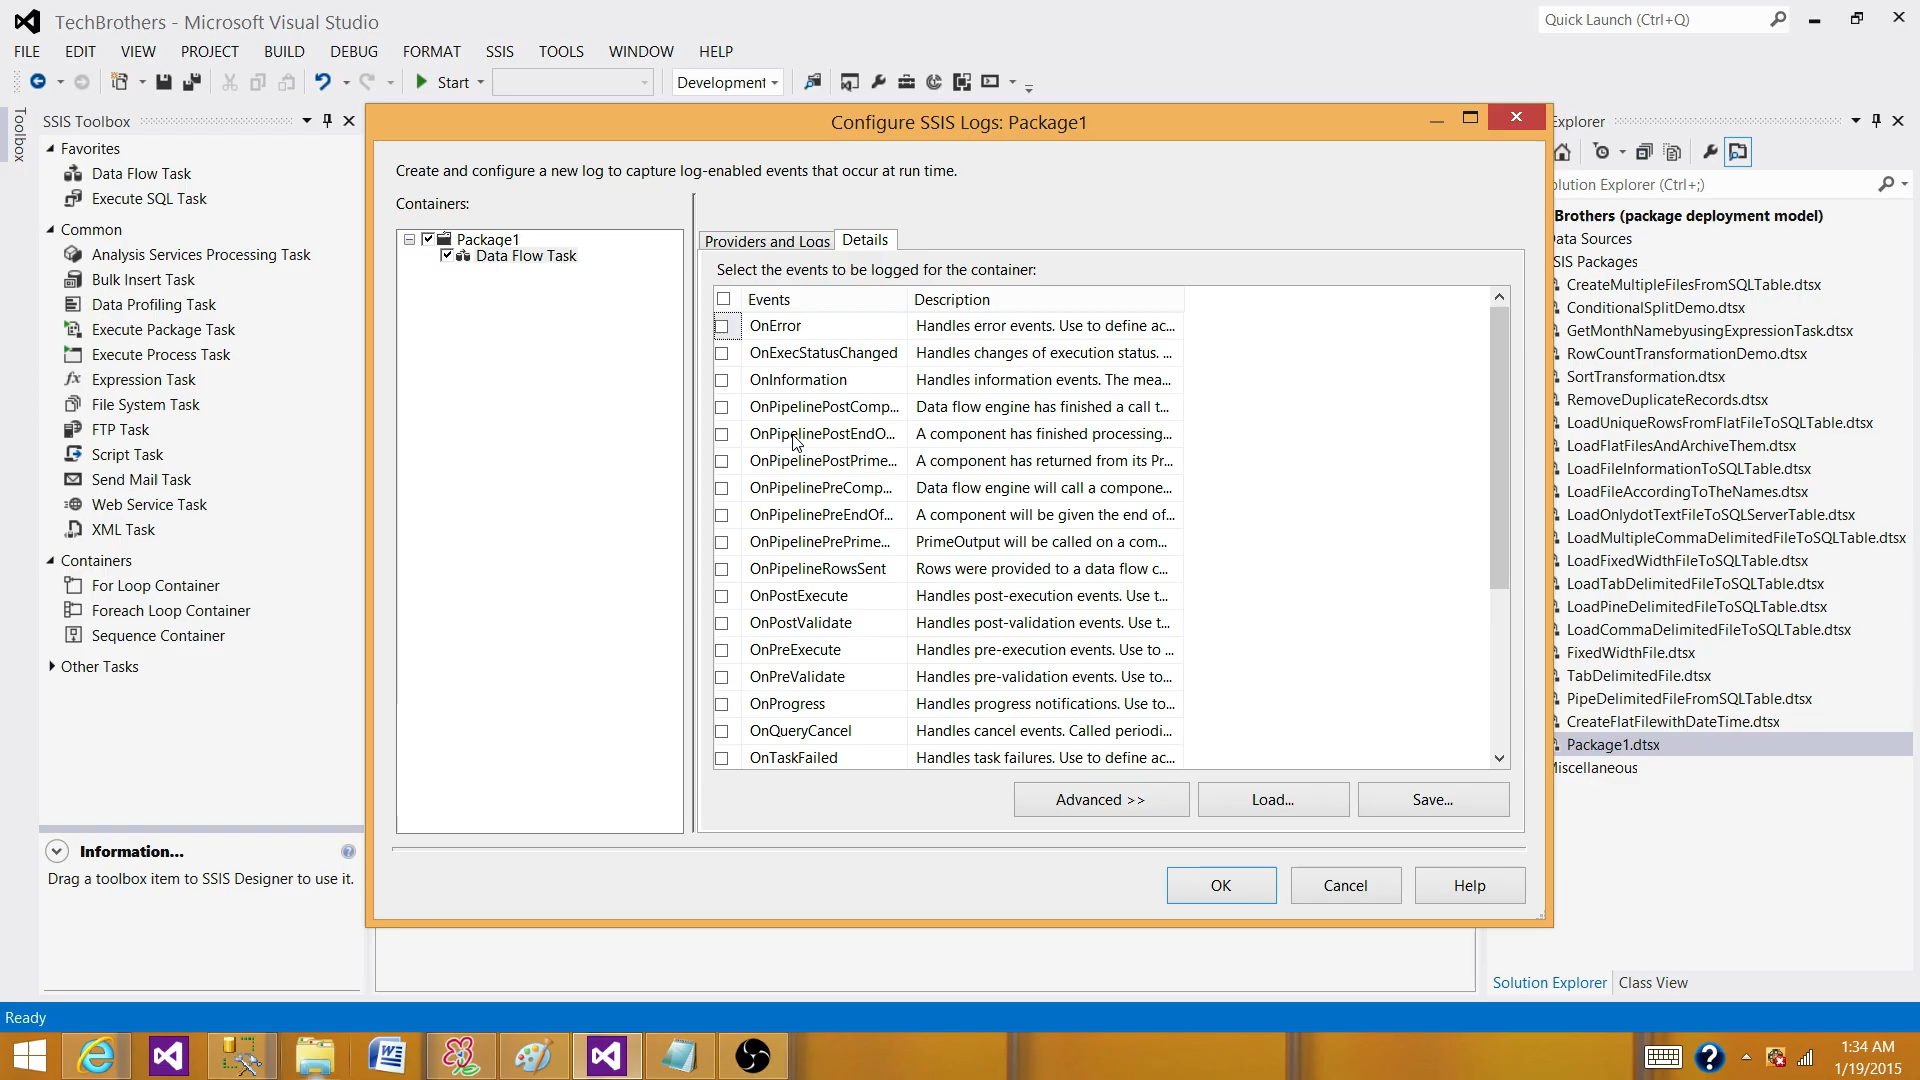 TechBrothers - Microsoft Visual Studio
Quick Launch (Ctrl+Q)
FILE EDIT VIEW PROJECT BUILD DEBUG FORMAT SSIS TOOLS WINDOW HELP
Start
Development
Toolbox
SSIS Toolbox
Favorites
Data Flow Task
Execute SQL Task
Common
Analysis Services Processing Task
Bulk Insert Task
Data Profiling Task
Execute Package Task
Execute Process Task
Expression Task
File System Task
FTP Task
Script Task
Send Mail Task
Web Service Task
XML Task
Containers
For Loop Container
Foreach Loop Container
Sequence Container
Other Tasks
Information...
Drag a toolbox item to SSIS Designer to use it.
Configure SSIS Logs: Package1
Create and configure a new log to capture log-enabled events that occur at run time.
Containers:
Package1
Data Flow Task
Providers and Logs Details
Select the events to be logged for the container:
Events Description
OnError Handles error events. Use to define ac...
OnExecStatusChanged Handles changes of execution status. ...
OnInformation Handles information events. The mea...
OnPipelinePostComp... Data flow engine has finished a call t...
OnPipelinePostEndO... A component has finished processing...
OnPipelinePostPrime... A component has returned from its Pr...
OnPipelinePreComp... Data flow engine will call a compone...
OnPipelinePreEndOf... A component will be given the end of...
OnPipelinePrePrime... PrimeOutput will be called on a com...
OnPipelineRowsSent Rows were provided to a data flow c...
OnPostExecute Handles post-execution events. Use t...
OnPostValidate Handles post-validation events. Use t...
OnPreExecute Handles pre-execution events. Use to ...
OnPreValidate Handles pre-validation events. Use to...
OnProgress Handles progress notifications. Use to...
OnQueryCancel Handles cancel events. Called periodi...
OnTaskFailed Handles task failures. Use to define ac...
Advanced >> Load... Save...
OK Cancel Help
Explorer
olution Explorer (Ctrl+;)
Brothers (package deployment model)
ata Sources
SIS Packages
CreateMultipleFilesFromSQLTable.dtsx
ConditionalSplitDemo.dtsx
GetMonthNamebyusingExpressionTask.dtsx
RowCountTransformationDemo.dtsx
SortTransformation.dtsx
RemoveDuplicateRecords.dtsx
LoadUniqueRowsFromFlatFileToSQLTable.dtsx
LoadFlatFilesAndArchiveThem.dtsx
LoadFileInformationToSQLTable.dtsx
LoadFileAccordingToTheNames.dtsx
LoadOnlydotTextFileToSQLServerTable.dtsx
LoadMultipleCommaDelimitedFileToSQLTable.dtsx
LoadFixedWidthFileToSQLTable.dtsx
LoadTabDelimitedFileToSQLTable.dtsx
LoadPineDelimitedFileToSQLTable.dtsx
LoadCommaDelimitedFileToSQLTable.dtsx
FixedWidthFile.dtsx
TabDelimitedFile.dtsx
PipeDelimitedFileFromSQLTable.dtsx
CreateFlatFilewithDateTime.dtsx
Package1.dtsx
Miscellaneous
Solution Explorer Class View
Ready
1:34 AM
1/19/2015